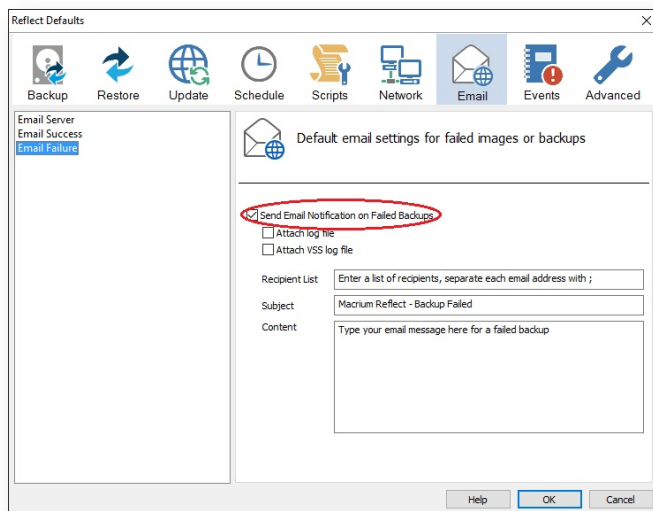 Reflect Defaults
Backup Restore Update Schedule Scripts Network Email Events Advanced
Email Server
Email Success
Email Failure
Default email settings for failed images or backups
Send Email Notification on Failed Backups
Attach log file
Attach VSS log file
Recipient List Enter a list of recipients, separate each email address with ;
Subject Macrium Reflect - Backup Failed
Content Type your email message here for a failed backup
Help OK Cancel